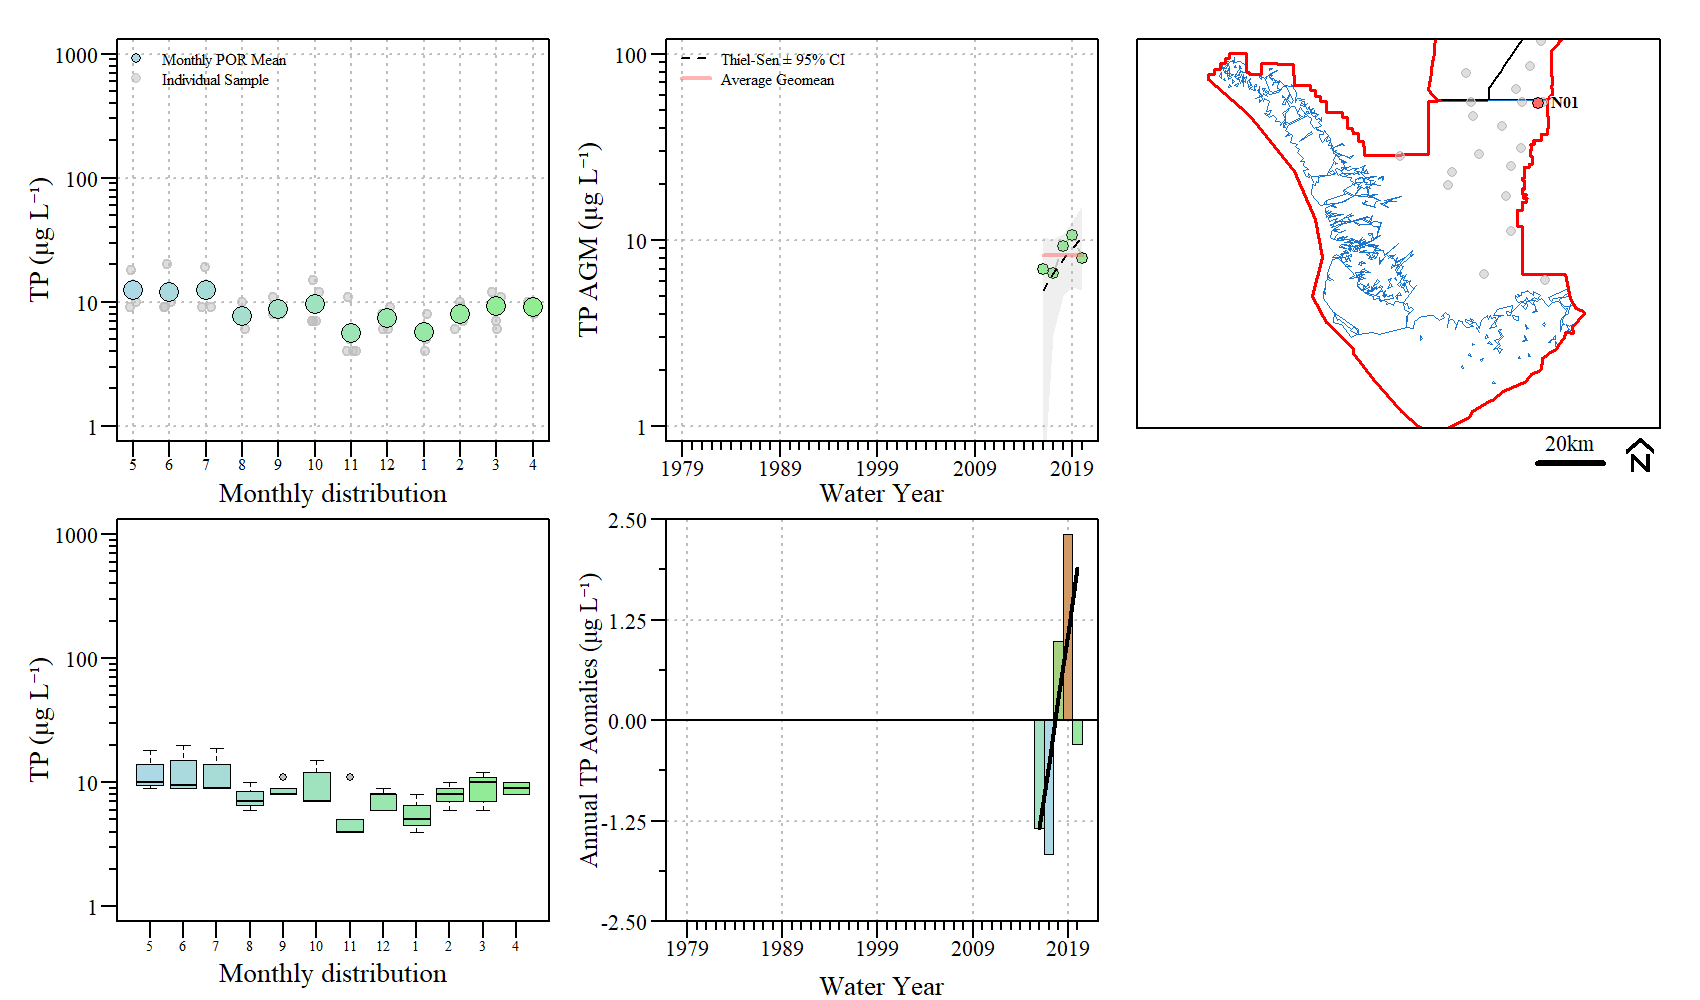 1000
100
10
1
TP (µg L⁻¹)
Monthly POR Mean
Individual Sample
5 6 7 8 9 10 11 12 1 2 3 4
Monthly distribution
100
10
1
TP AGM (µg L⁻¹)
Thiel-Sen ± 95% CI
Average Geomean
1979 1989 1999 2009 2019
Water Year
N01
20km
N
1000
100
10
1
TP (µg L⁻¹)
5 6 7 8 9 10 11 12 1 2 3 4
Monthly distribution
2.50
1.25
0.00
-1.25
-2.50
Annual TP Aomalies (µg L⁻¹)
1979 1989 1999 2009 2019
Water Year